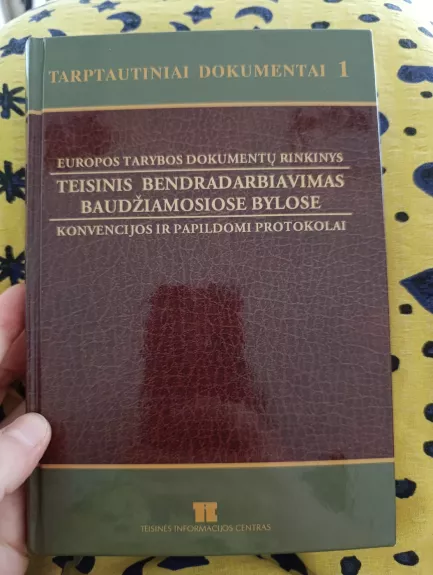 TARPTAUTINIAI DOKUMENTAI 1
EUROPOS TARYBOS DOKUMENTŲ RINKINYS
TEISINIS BENDRADARBIAVIMAS
BAUDŽIAMOSIOSE BYLOSE
KONVENCIJOS IR PAPILDOMI PROTOKOLAI
TEISINĖS INFORMACIJOS CENTRAS